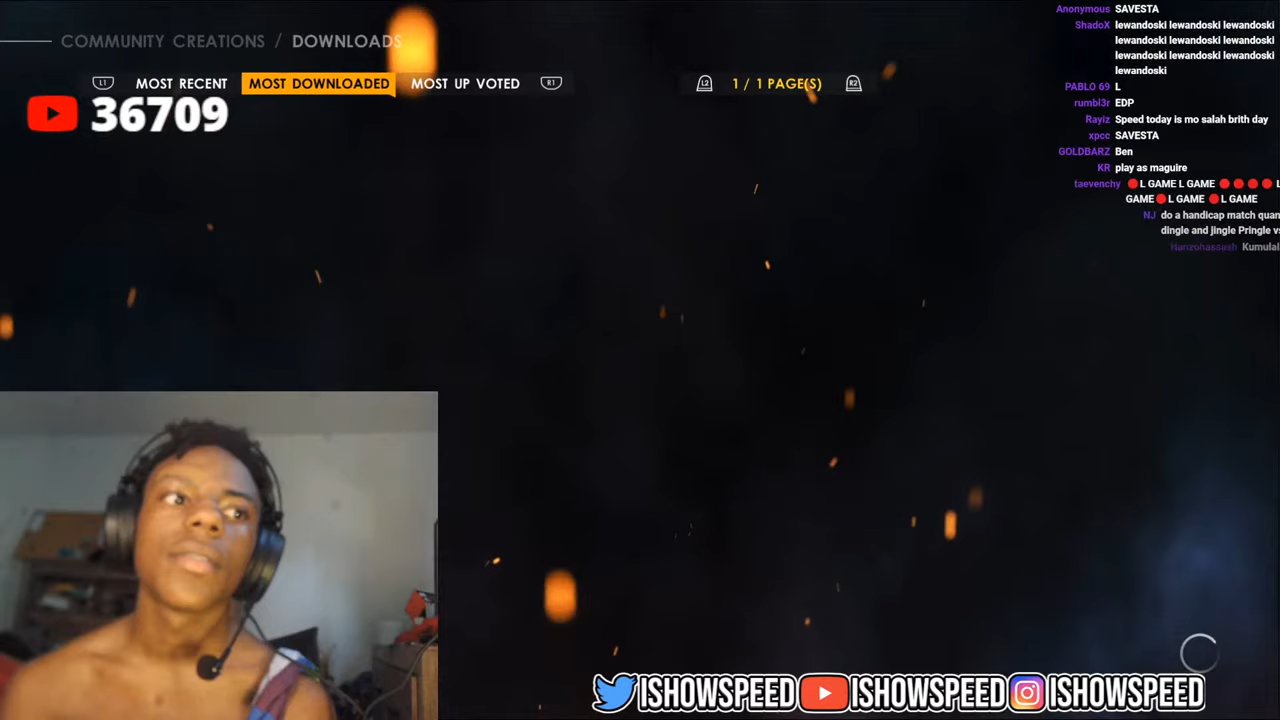 COMMUNITY CREATIONS / DOWNLOADS
L1 MOST RECENT MOST DOWNLOADED MOST UP VOTED R1 L2 1 / 1 PAGE(S) R2
36709
Anonymous SAVESTA
ShadoX lewandoski lewandoski lewandoski
lewandoski lewandoski lewandoski
lewandoski lewandoski lewandoski
lewandoski
PABLO 69 L
rumbi3r EDP
Rayiz Speed today is mo salah brith day
xpcc SAVESTA
GOLDBARZ Ben
KR play as maguire
taevenchy 🔴L GAME L GAME 🔴🔴🔴🔴L
GAME🔴L GAME 🔴L GAME
NJ do a handicap match quan
dingle and jingle Pringle vs
Kumulal
ISHOWSPEED ISHOWSPEED ISHOWSPEED